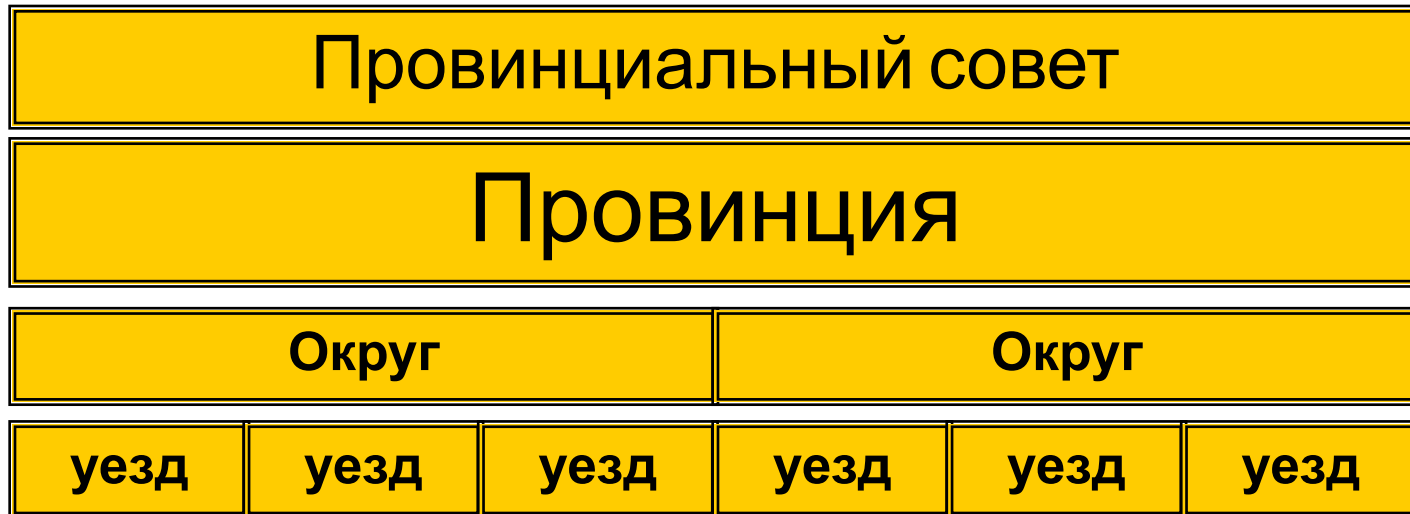 Провинциальный совет
Провинция
Округ Округ
уезд уезд уезд уезд уезд уезд